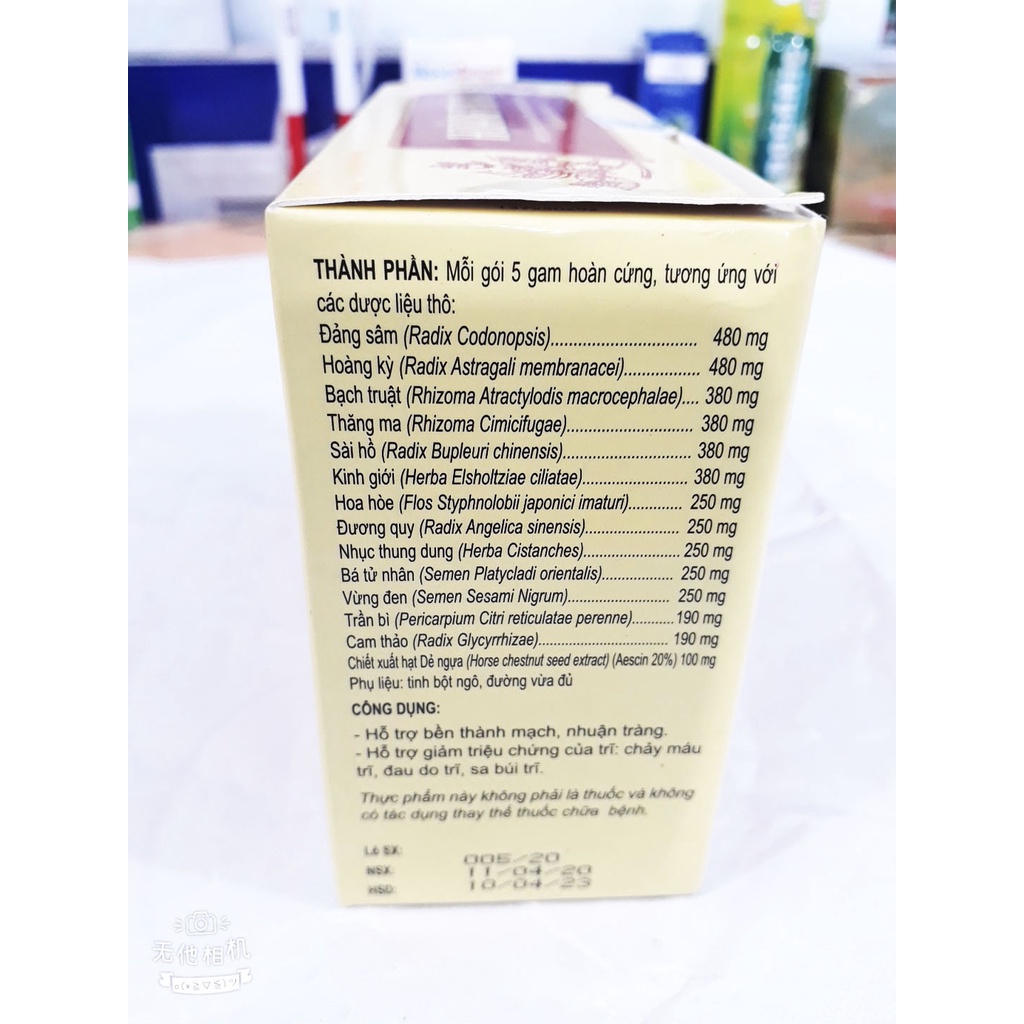 THÀNH PHẦN: Mỗi gói 5 gam hoàn cứng, tương ứng với
các dược liệu thô:
Đảng sâm (Radix Codonopsis)................................. 480 mg
Hoàng kỳ (Radix Astragali membranacei)................. 480 mg
Bạch truật (Rhizoma Atractylodis macrocephalae).... 380 mg
Thăng ma (Rhizoma Cimicifugae)............................ 380 mg
Sài hồ (Radix Bupleuri chinensis)............................. 380 mg
Kinh giới (Herba Elsholtziae ciliatae)........................ 380 mg
Hoa hòe (Flos Styphnolobii japonici imaturi)............. 250 mg
Đương quy (Radix Angelica sinensis)....................... 250 mg
Nhục thung dung (Herba Cistanches)....................... 250 mg
Bá tử nhân (Semen Platycladi orientalis)................. 250 mg
Vừng đen (Semen Sesami Nigrum)......................... 250 mg
Trần bì (Pericarpium Citri reticulatae perenne)........... 190 mg
Cam thảo (Radix Glycyrrhizae)................................ 190 mg
Chiết xuất hạt Dẻ ngựa (Horse chestnut seed extract) (Aescin 20%) 100 mg
Phụ liệu: tinh bột ngô, đường vừa đủ
CÔNG DỤNG:
- Hỗ trợ bền thành mạch, nhuận tràng.
- Hỗ trợ giảm triệu chứng của trĩ: chảy máu
trĩ, đau do trĩ, sa búi trĩ.
Thực phẩm này không phải là thuốc và không
có tác dụng thay thế thuốc chữa bệnh.
Lô SX: 005/20
NSX: 11/04/20
HSD: 10/04/23
无他相机